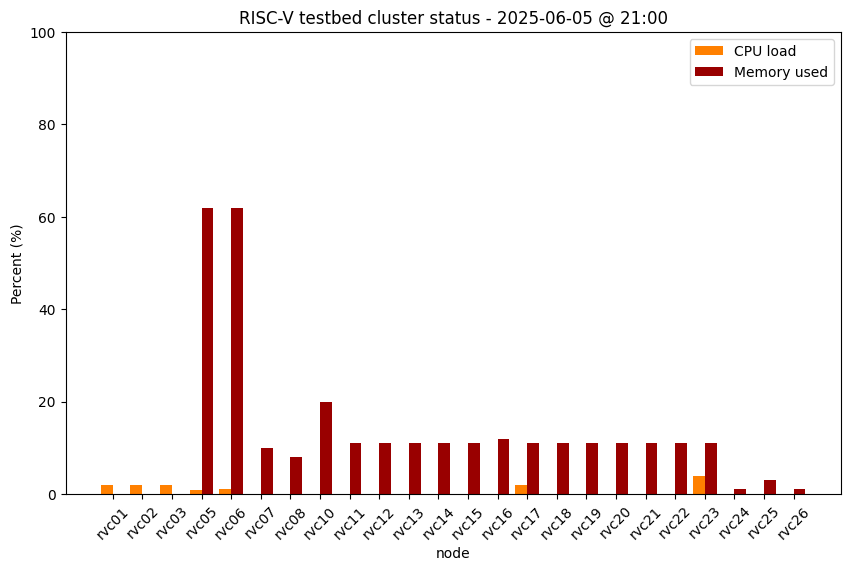 RISC-V testbed cluster status - 2025-06-05 @ 21:00
CPU load
Memory used
Percent (%)
100
80
60
40
20
0
rvc01 rvc02 rvc03 rvc05 rvc06 rvc07 rvc08 rvc10 rvc11 rvc12 rvc13 rvc14 rvc15 rvc16 rvc17 rvc18 rvc19 rvc20 rvc21 rvc22 rvc23 rvc24 rvc25 rvc26
node